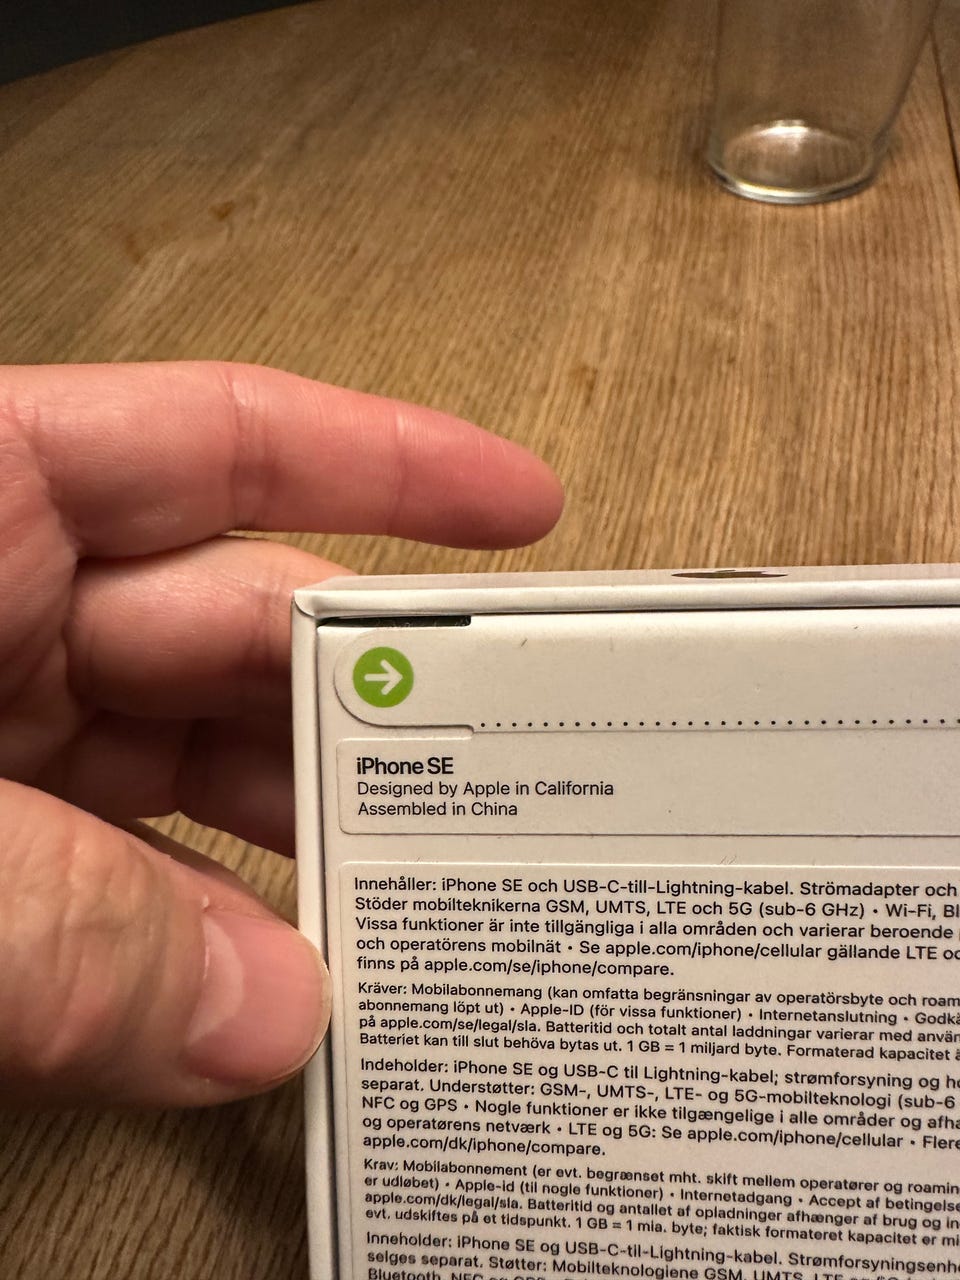 iPhone SE
Designed by Apple in California
Assembled in China
Innehåller: iPhone SE och USB-C-till-Lightning-kabel. Strömadapter och
Stöder mobilteknikerna GSM, UMTS, LTE och 5G (sub-6 GHz) • Wi-Fi,
Vissa funktioner är inte tillgängliga i alla områden och varierar beroende
och operatörens mobilnät • Se apple.com/iphone/cellular gällande LTE
finns på apple.com/se/iphone/compare.
Kräver: Mobilabonnemang (kan omfatta begränsningar av operatörsbyte och
abonnemang löpt ut) • Apple-ID (för vissa funktioner) • Internetanslutning •
på apple.com/se/legal/sla. Batteritid och totalt antal laddningar varierar med
Batteriet kan till slut behöva bytas ut. 1 GB = 1 miljard byte. Formaterad kapacitet
Indeholder: iPhone SE og USB-C til Lightning-kabel; strømforsyning og
separat. Understøtter: GSM-, UMTS-, LTE- og 5G-mobilteknologi (sub-6
NFC og GPS • Nogle funktioner er ikke tilgængelige i alle områder og
og operatørens netværk • LTE og 5G: Se apple.com/iphone/cellular •
apple.com/dk/iphone/compare.
Krav: Mobilabonnement (er evt. begrænset mht. skift mellem operatører og
er udløbet) • Apple-id (til nogle funktioner) • Internetadgang • Accept af
apple.com/dk/legal/sla. Batteritid og antallet af opladninger afhænger af brug og
evt. udskiftes på et tidspunkt. 1 GB = 1 mia. byte; faktisk formateret kapacitet er
Inneholder: iPhone SE og USB-C-til-Lightning-kabel.
selges separat. Støtter: Mobilteknologiene GSM, UMTS, LTE
Bluetooth, NFC